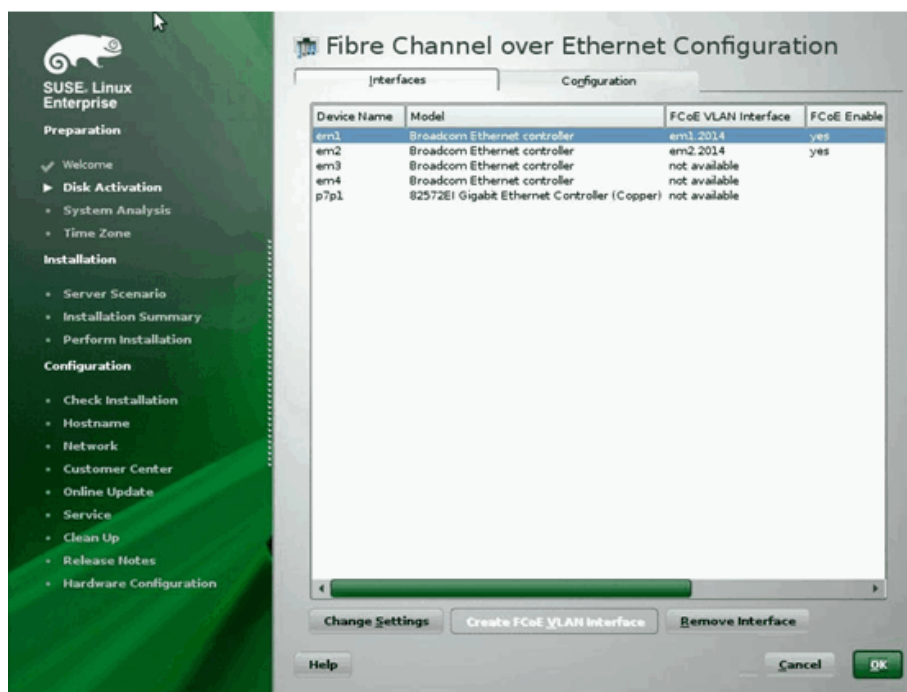 SUSE. Linux
Enterprise
Preparation
Welcome
Disk Activation
System Analysis
Time Zone
Installation
Server Scenario
Installation Summary
Perform Installation
Configuration
Check Installation
Hostname
Network
Customer Center
Online Update
Service
Clean Up
Release Notes
Hardware Configuration
Fibre Channel over Ethernet Configuration
Interfaces Configuration
Device Name Model FCoE VLAN Interface FCoE Enable
em1 Broadcom Ethernet controller em1.2014 yes
em2 Broadcom Ethernet controller em2.2014 yes
em3 Broadcom Ethernet controller not available
em4 Broadcom Ethernet controller not available
p7p1 82572EI Gigabit Ethernet Controller (Copper) not available
Change Settings Create FCoE VLAN Interface Remove Interface
Help Cancel OK